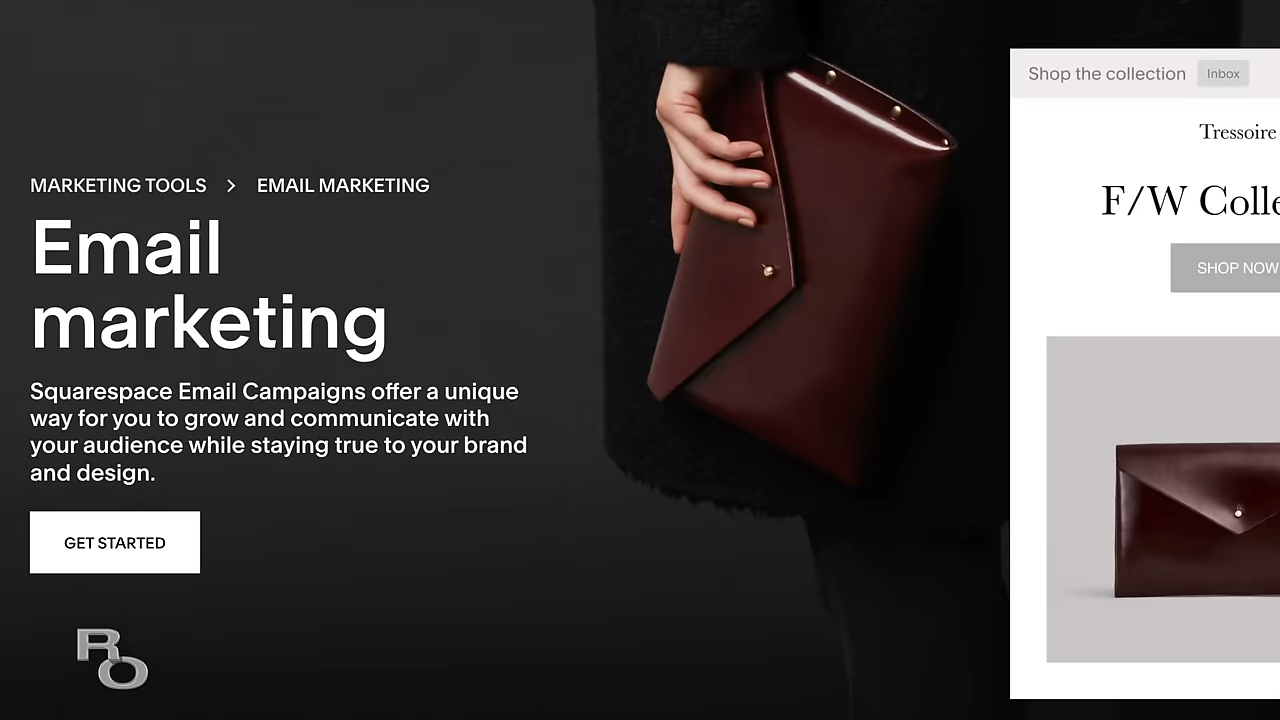 MARKETING TOOLS > EMAIL MARKETING
Email
marketing
Squarespace Email Campaigns offer a unique
way for you to grow and communicate with
your audience while staying true to your brand
and design.
GET STARTED
RO
Shop the collection Inbox
Tressoire
F/W Colle
SHOP NOW